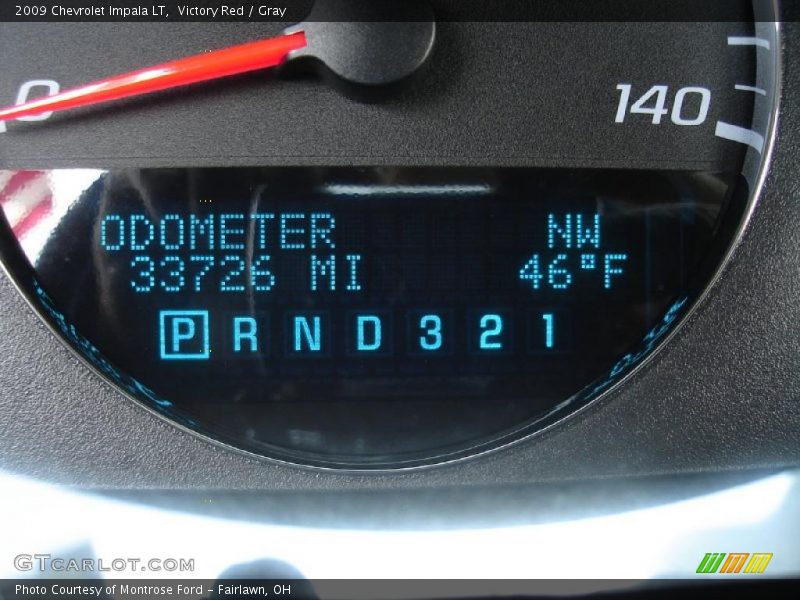 2009 Chevrolet Impala LT, Victory Red / Gray
0
140
ODOMETER NW
33726 MI 46°F
P R N D 3 2 1
GTCARLOT.COM
Photo Courtesy of Montrose Ford - Fairlawn, OH